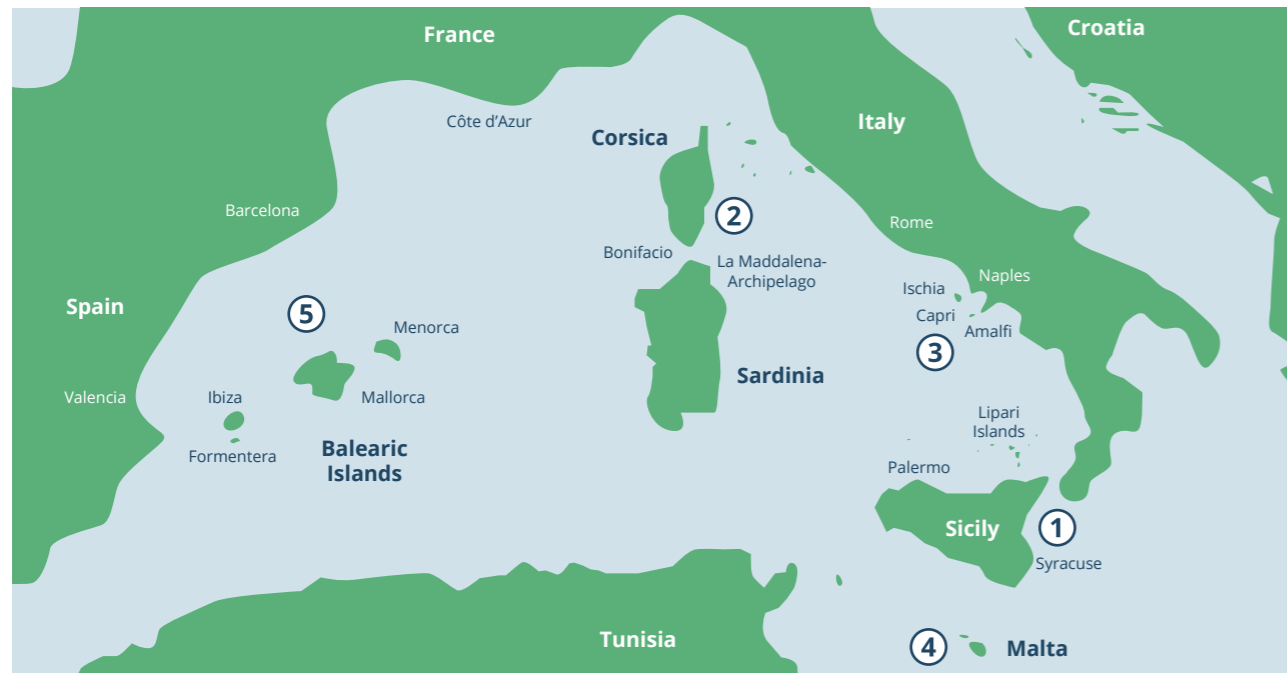 France
Croatia
Côte d’Azur
Corsica
Italy
Barcelona
2
Rome
Bonifacio
La Maddalena-
Archipelago
Naples
Ischia
Spain
5
Capri
Menorca
Amalfi
3
Sardinia
Valencia
Ibiza
Mallorca
Lipari
Islands
Balearic
Islands
Formentera
Palermo
Sicily
1
Syracuse
Tunisia
4
Malta